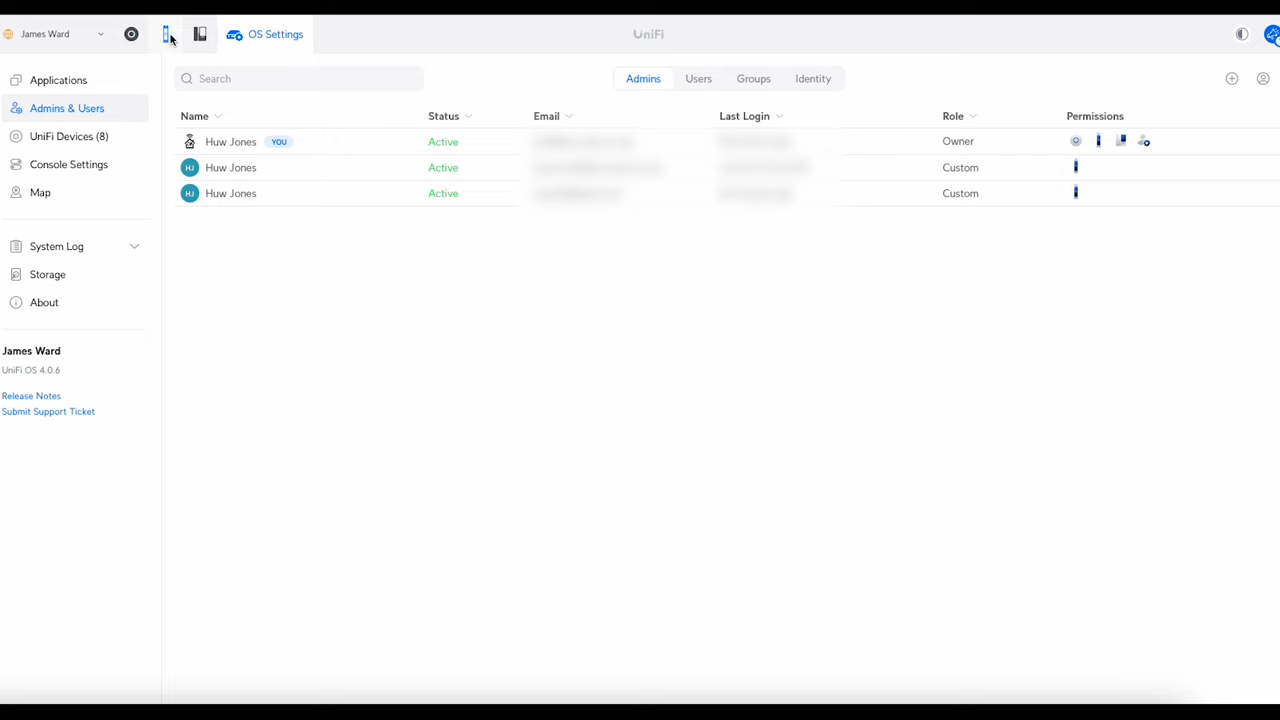 James Ward
OS Settings
UniFi
Applications
Admins & Users
UniFi Devices (8)
Console Settings
Map
System Log
Storage
About
James Ward
UniFi OS 4.0.6
Release Notes
Submit Support Ticket
Search
Admins Users Groups Identity
Name Status Email Last Login Role Permissions
Huw Jones YOU Active Owner
HJ Huw Jones Active Custom
HJ Huw Jones Active Custom